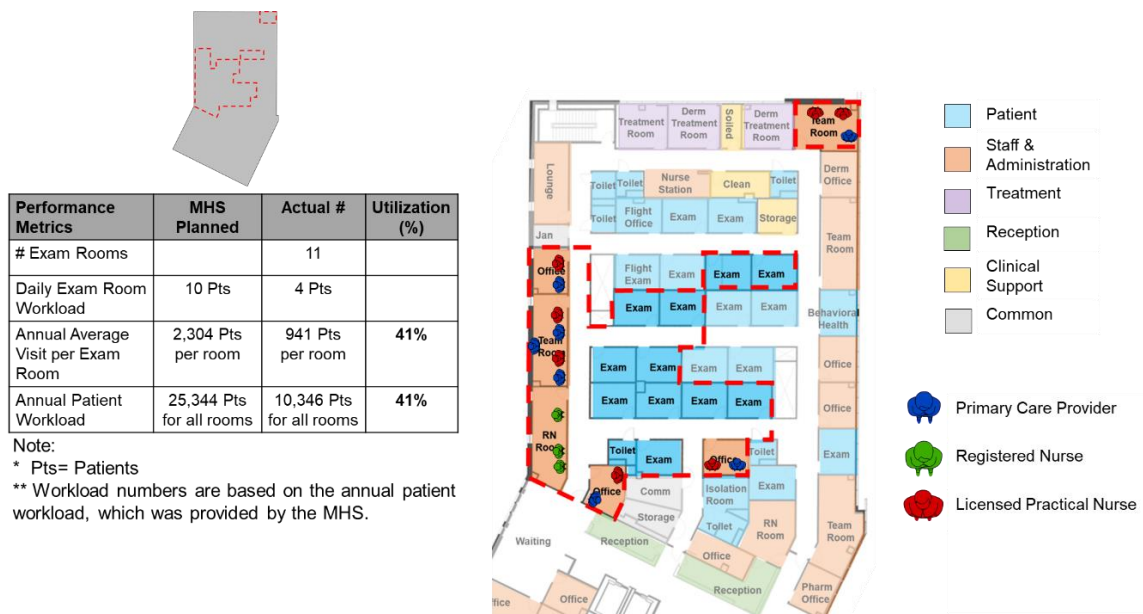 Performance Metrics
MHS Planned
Actual #
Utilization (%)
# Exam Rooms
11
Daily Exam Room Workload
10 Pts
4 Pts
Annual Average Visit per Exam Room
2,304 Pts per room
941 Pts per room
41%
Annual Patient Workload
25,344 Pts for all rooms
10,346 Pts for all rooms
41%
Note:
* Pts= Patients
** Workload numbers are based on the annual patient
workload, which was provided by the MHS.
Treatment Room
Derm Treatment Room
Soiled
Derm Treatment Room
Team Room
Lounge
Toilet
Toilet
Nurse Station
Clean
Toilet
Derm Office
Toilet
Flight Office
Exam
Exam
Storage
Jan
Team Room
Office
Flight Exam
Exam
Exam
Exam
Exam
Exam
Exam
Exam
Behavioral Health
Team Room
Exam
Exam
Exam
Exam
Office
Exam
Exam
Exam
Exam
Office
RN Room
Toilet
Exam
Office
Toilet
Exam
Office
Comm
Isolation Room
Exam
Storage
Toilet
RN Room
Team Room
Waiting
Reception
Office
Reception
Pharm Office
ffice
Office
Patient
Staff &
Administration
Treatment
Reception
Clinical
Support
Common
Primary Care Provider
Registered Nurse
Licensed Practical Nurse